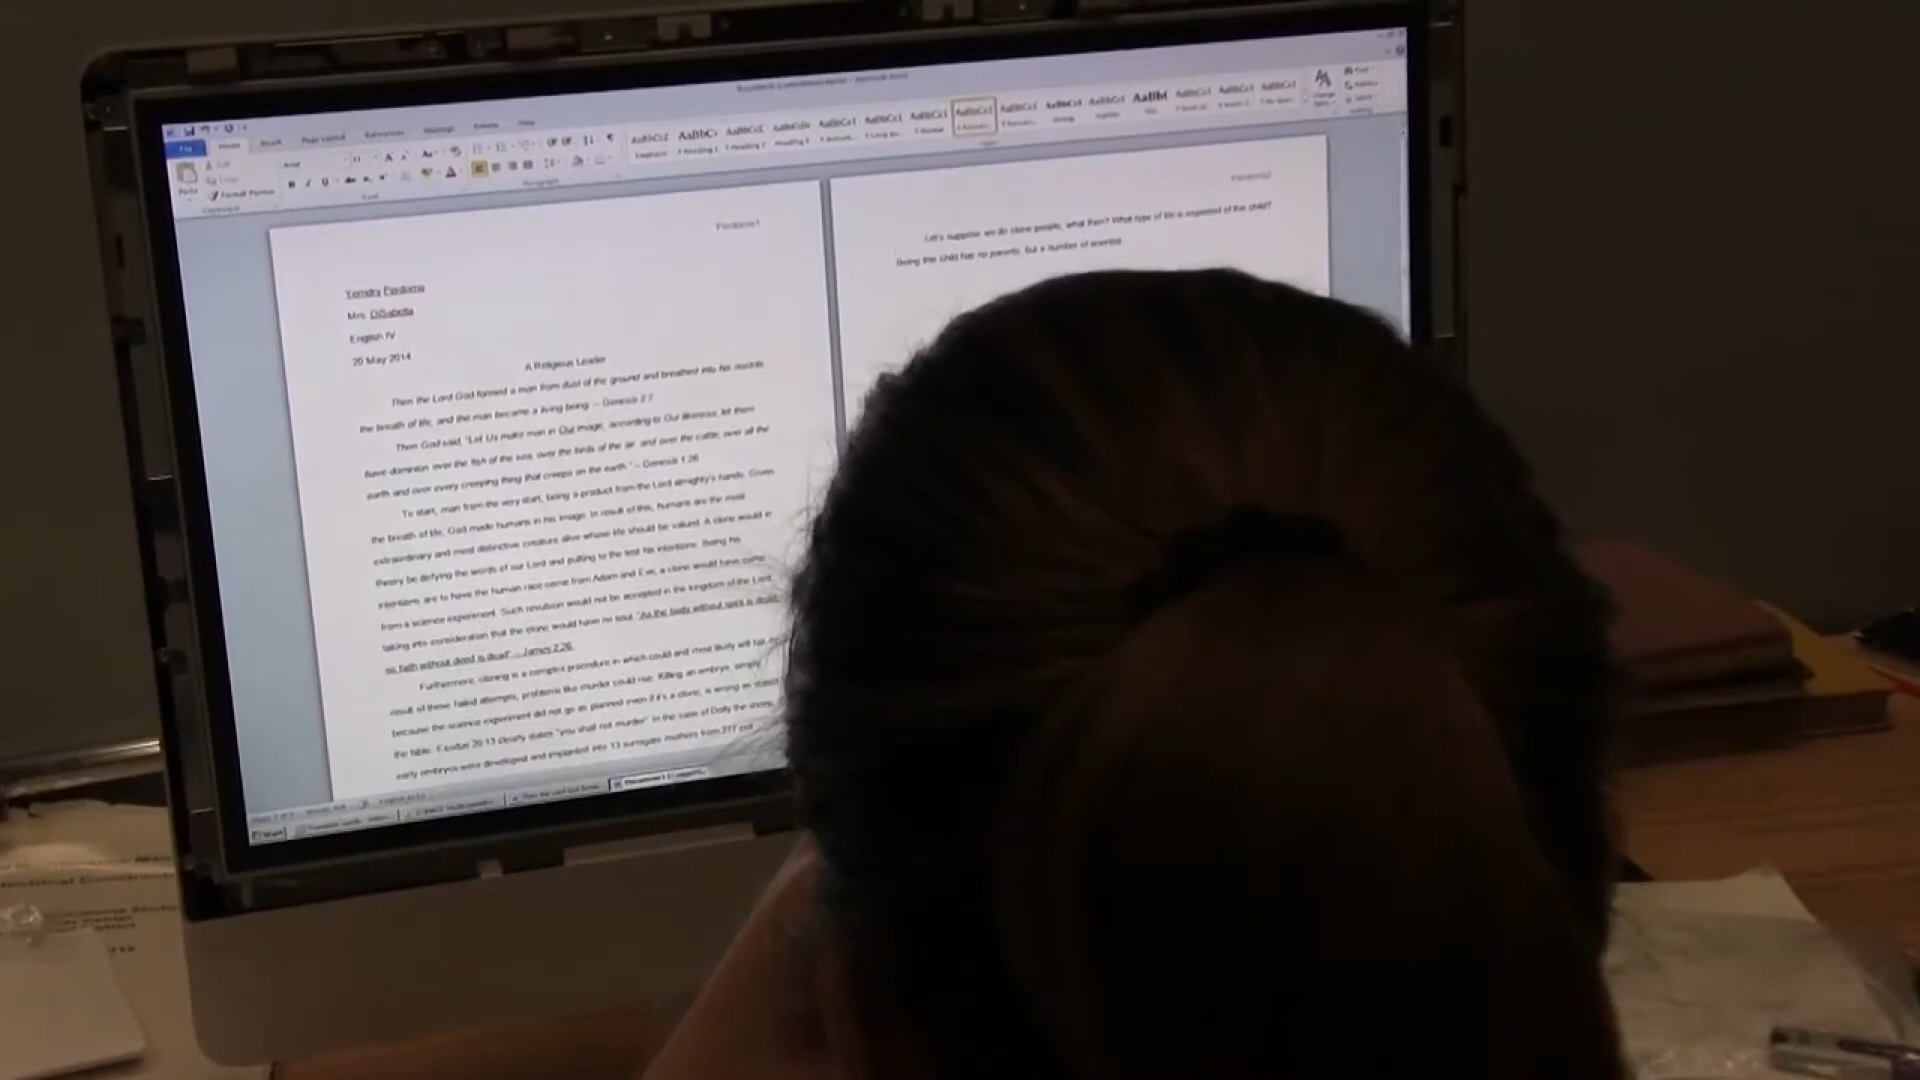 File
Page Layout
References
Format Painter
Perdomo1
Yemdry Perdomo
Mrs. DiSabella
English IV
20 May 2014
A Religious Leader
Then the Lord God formed a man from dust of the ground and breathed into his nostrils
the breath of life, and the man became a living being. – Genesis 2:7
Then God said, "Let Us make man in Our image, according to Our likeness, let them
have dominion over the fish of the sea, over the birds of the air, and over the cattle, over all the
earth and over every creeping thing that creeps on the earth." – Genesis 1:26
To start, man from the very start, being a product from the Lord almighty's hands. Given
the breath of life, God made humans in his image. In result of this, humans are the most
extraordinary and most distinctive creature alive whose life should be valued. A clone would in
theory be defying the words of our Lord and putting to the test his intentions. Being his
intentions are to have the human race come from Adam and Eve, a clone would have come
from a science experiment. Such revulsion would not be accepted in the kingdom of the Lord,
taking into consideration that the clone would have no soul. "As the body without spirit is dead,
so faith without deed is dead" – James 2:26.
Furthermore, cloning is a complex procedure in which could and most likely will fail
result of these failed attempts, problems like murder could rise. Killing an embryo, simply
because the science experiment did not go as planned even if it's a clone, is wrong as stated
the bible. Exodus 20:13 clearly states "you shall not murder". In the case of Dolly the sheep,
early embryos were developed and implanted into 13 surrogate mothers from 277 cell
Perdomo2
Let's suppose we do clone people, what then? What type of life is expected of this child?
Being this child has no parents, but a number of scientist